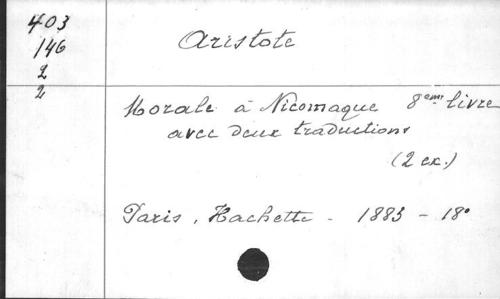 403
146
2
2
Aristote
Morale à Nicomaque 8eme livre
avec deux traductions
(2 ex.)
Paris, Hachette - 1883 - 18°